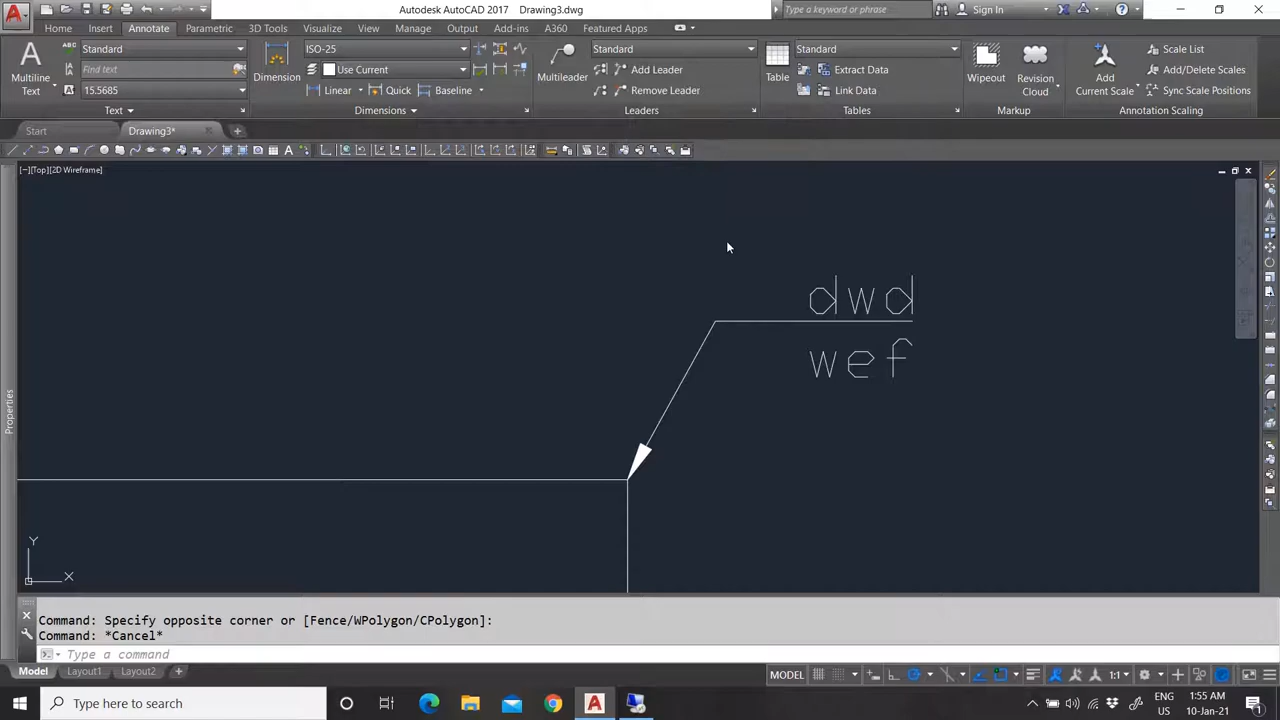 Autodesk AutoCAD 2017 Drawing3.dwg
Type a keyword or phrase
Sign In
Home Insert Annotate Parametric 3D Tools Visualize View Manage Output Add-ins A360 Featured Apps
Multiline Text
ABC
Standard
Find text
15.5685
Text
Dimension
ISO-25
Use Current
Linear
Quick
Baseline
Dimensions
Multileader
Standard
Add Leader
Remove Leader
Leaders
Table
Standard
Extract Data
Link Data
Tables
Wipeout
Revision Cloud
Markup
Add Current Scale
Scale List
Add/Delete Scales
Sync Scale Positions
Annotation Scaling
Start
Drawing3*
[−][Top][2D Wireframe]
dwd
wef
Y
X
Properties
Command: Specify opposite corner or [Fence/WPolygon/CPolygon]:
Command: *Cancel*
Type a command
Model Layout1 Layout2
MODEL
1:1
Type here to search
ENG
US
1:55 AM
10-Jan-21